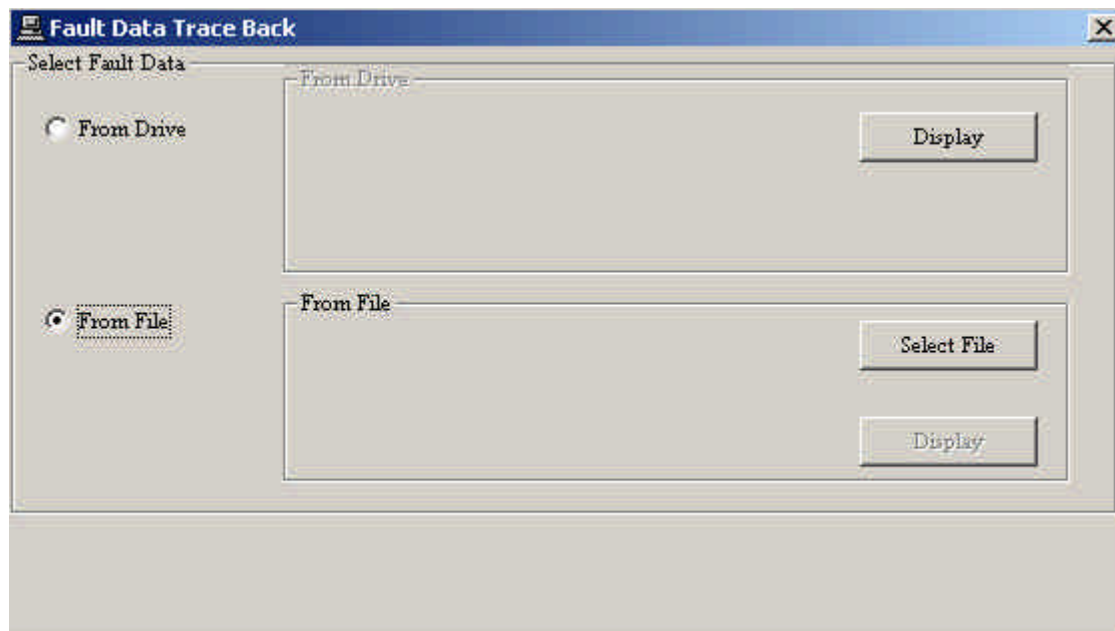 Fault Data Trace Back
Select Fault Data
From Drive
From Drive
Display
From File
From File
Select File
Display